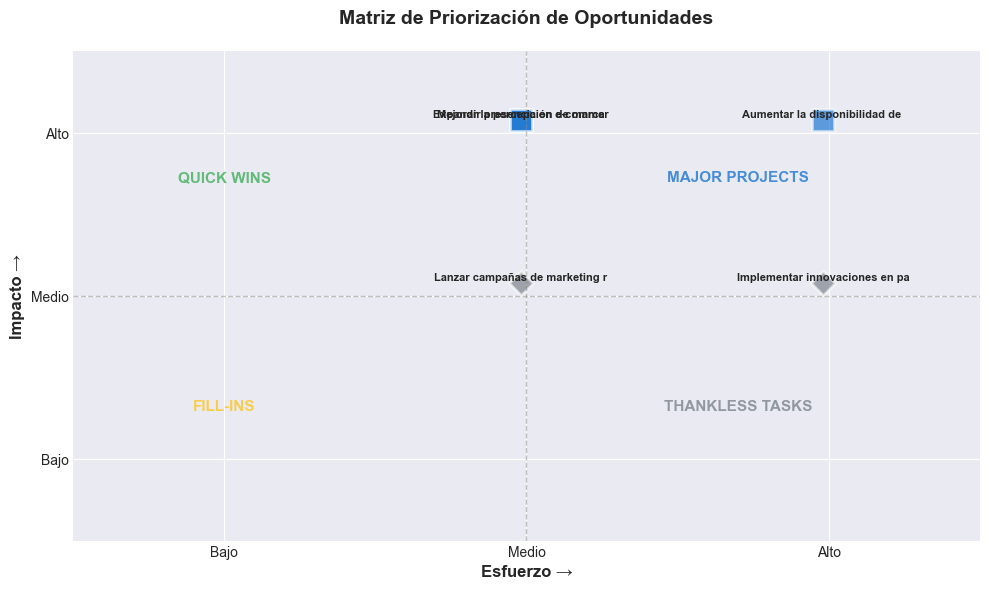 Matriz de Priorización de Oportunidades
Alto
Aumentar la disponibilidad de
QUICK WINS
MAJOR PROJECTS
Impacto →
Lanzar campañas de marketing r
Implementar innovaciones en pa
Medio
FILL-INS
THANKLESS TASKS
Bajo
Bajo
Medio
Alto
Esfuerzo →